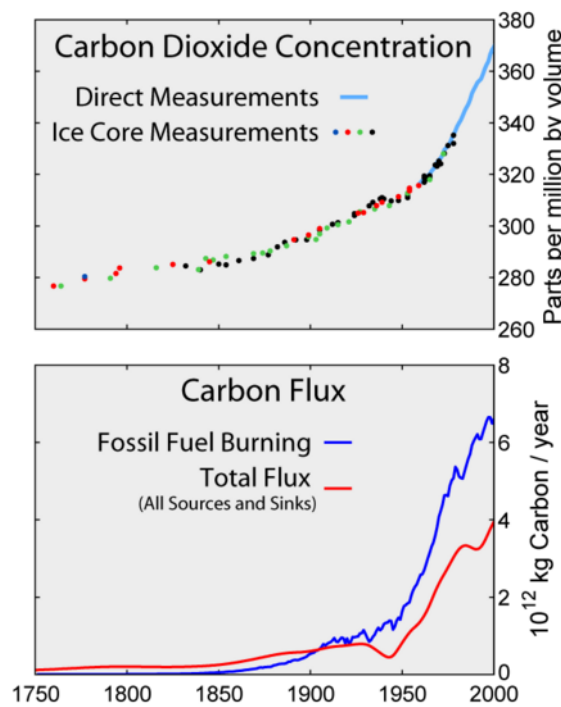 Carbon Dioxide Concentration
Direct Measurements
Ice Core Measurements
380
360
340
320
300
280
260
Parts per million by volume
Carbon Flux
Fossil Fuel Burning
Total Flux
(All Sources and Sinks)
8
6
4
2
0
10¹² kg Carbon / year
1750 1800 1850 1900 1950 2000